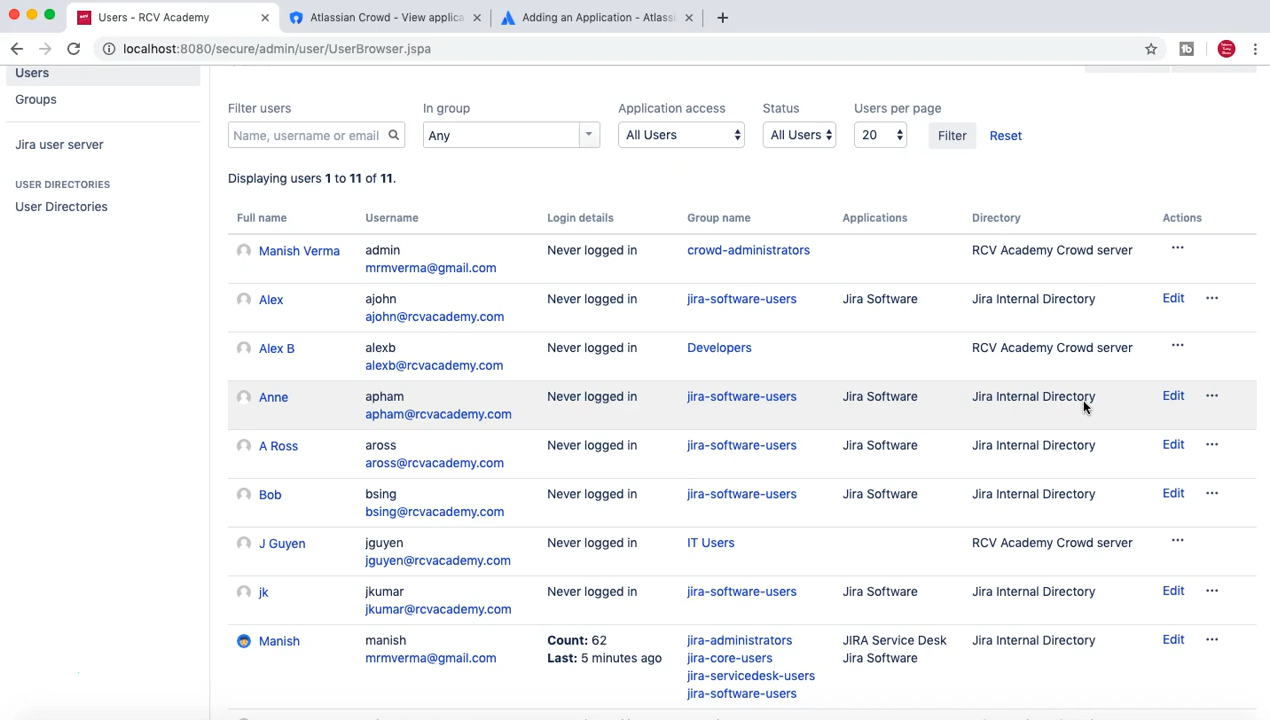 Users - RCV Academy
Atlassian Crowd - View applica
Adding an Application - Atlassi
localhost:8080/secure/admin/user/UserBrowser.jspa
Users
Groups
Jira user server
USER DIRECTORIES
User Directories
Filter users In group Application access Status Users per page
Name, username or email Any All Users All Users 20 Filter Reset
Displaying users 1 to 11 of 11.
Full name Username Login details Group name Applications Directory Actions
Manish Verma admin Never logged in crowd-administrators RCV Academy Crowd server ...
mrmverma@gmail.com
Alex ajohn Never logged in jira-software-users Jira Software Jira Internal Directory Edit ...
ajohn@rcvacademy.com
Alex B alexb Never logged in Developers RCV Academy Crowd server ...
alexb@rcvacademy.com
Anne apham Never logged in jira-software-users Jira Software Jira Internal Directory Edit ...
apham@rcvacademy.com
A Ross aross Never logged in jira-software-users Jira Software Jira Internal Directory Edit ...
aross@rcvacademy.com
Bob bsing Never logged in jira-software-users Jira Software Jira Internal Directory Edit ...
bsing@rcvacademy.com
J Guyen jguyen Never logged in IT Users RCV Academy Crowd server ...
jguyen@rcvacademy.com
jk jkumar Never logged in jira-software-users Jira Software Jira Internal Directory Edit ...
jkumar@rcvacademy.com
Manish manish Count: 62 jira-administrators JIRA Service Desk Jira Internal Directory Edit ...
mrmverma@gmail.com Last: 5 minutes ago jira-core-users Jira Software
jira-servicedesk-users
jira-software-users